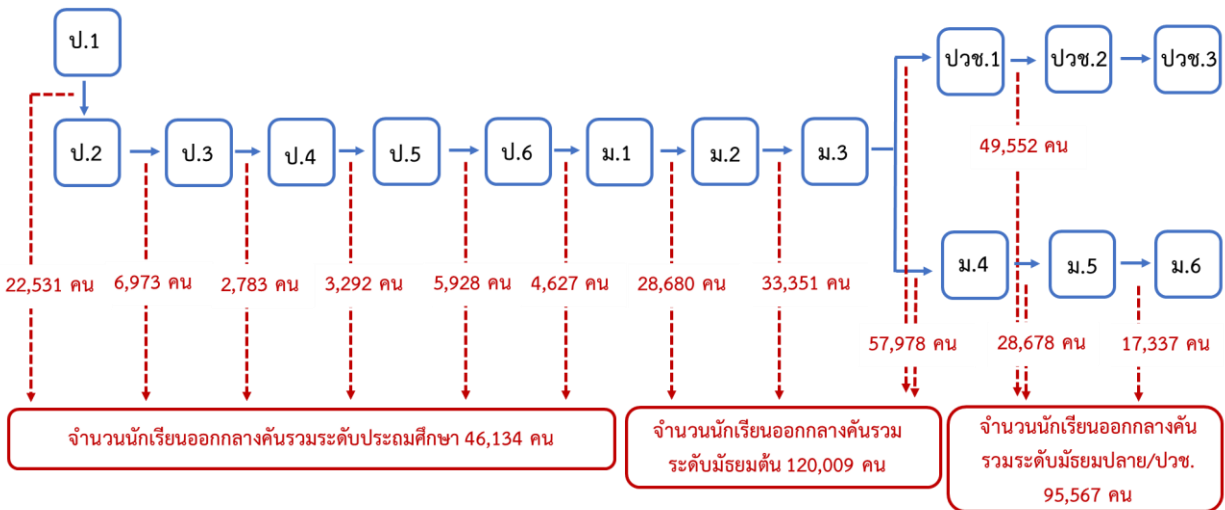 ป.1
ปวช.1
ปวช.2
ปวช.3
ป.2
ป.3
ป.4
ป.5
ป.6
ม.1
ม.2
ม.3
49,552 คน
ม.4
ม.5
ม.6
22,531 คน
6,973 คน
2,783 คน
3,292 คน
5,928 คน
4,627 คน
28,680 คน
33,351 คน
57,978 คน
28,678 คน
17,337 คน
จำนวนนักเรียนออกกลางคันรวมระดับประถมศึกษา 46,134 คน
จำนวนนักเรียนออกกลางคันรวม
ระดับมัธยมต้น 120,009 คน
จำนวนนักเรียนออกกลางคัน
รวมระดับมัธยมปลาย/ปวช.
95,567 คน